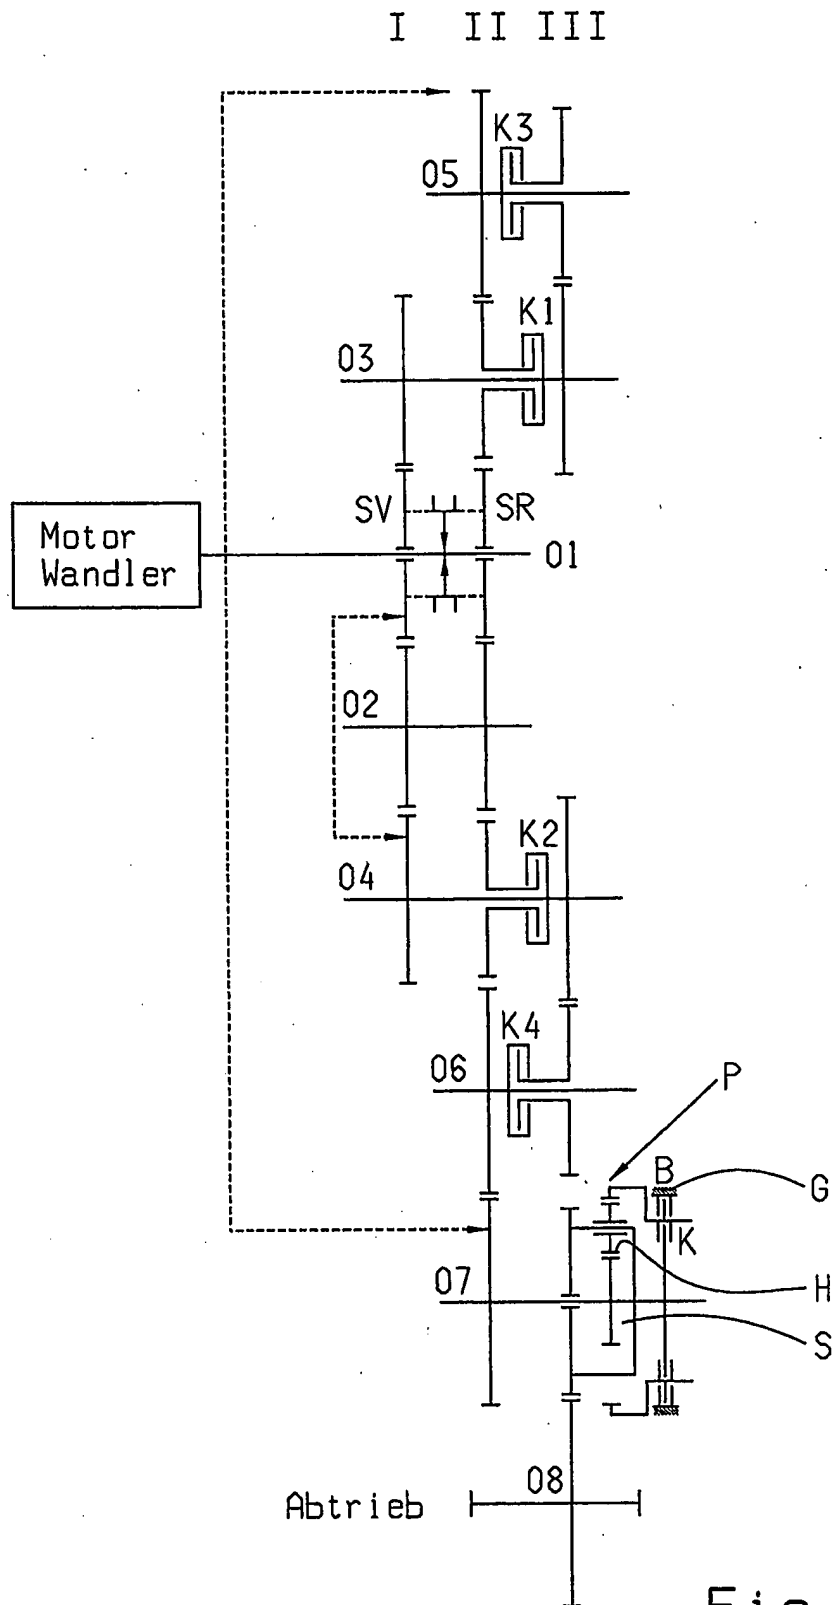 I II III
K3
05
K1
03
SV SR
Motor
Wandler
01
02
K2
04
K4
06
P
B
G
K
07
H
S
08
Abtrieb